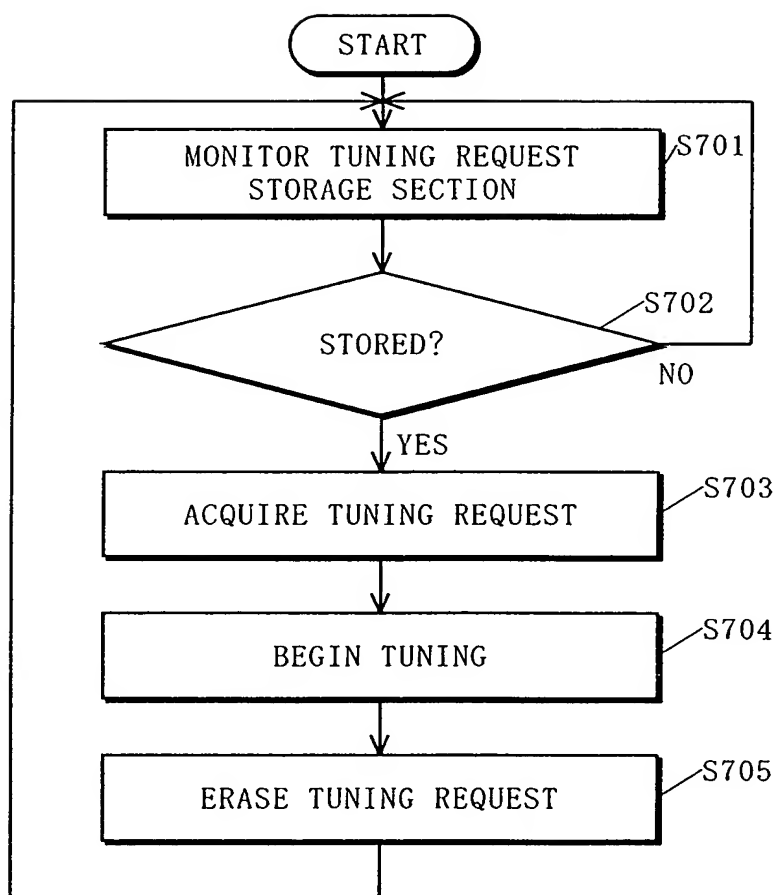 START
MONITOR TUNING REQUEST
STORAGE SECTION
S701
STORED?
S702
NO
YES
ACQUIRE TUNING REQUEST
S703
BEGIN TUNING
S704
ERASE TUNING REQUEST
S705